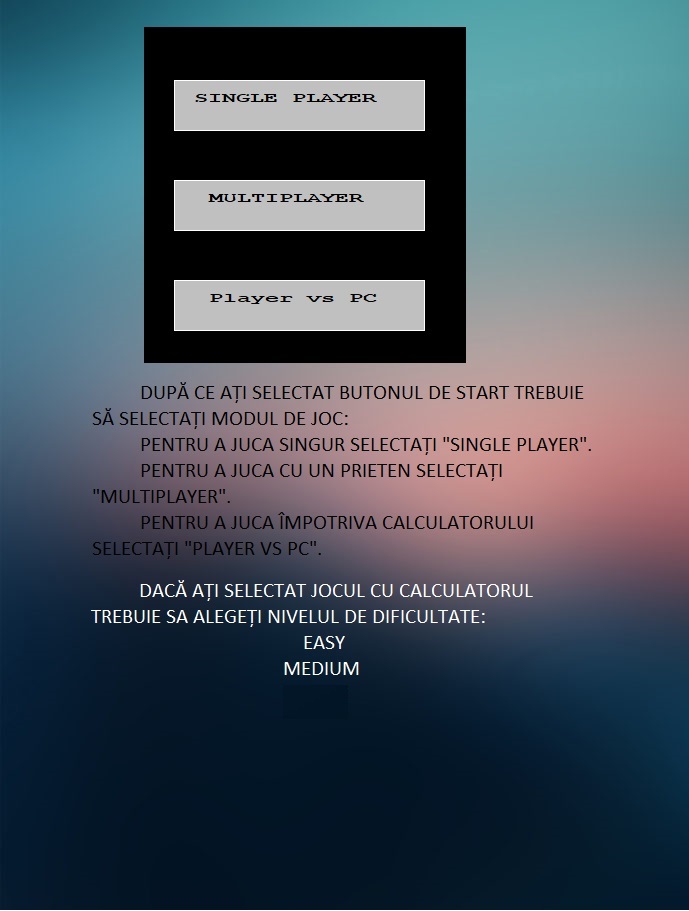 SINGLE PLAYER
MULTIPLAYER
Player vs PC
DUPĂ CE AȚI SELECTAT BUTONUL DE START TREBUIE
SĂ SELECTAȚI MODUL DE JOC:
PENTRU A JUCA SINGUR SELECTAȚI "SINGLE PLAYER".
PENTRU A JUCA CU UN PRIETEN SELECTAȚI
"MULTIPLAYER".
PENTRU A JUCA ÎMPOTRIVA CALCULATORULUI
SELECTAȚI "PLAYER VS PC".
DACĂ AȚI SELECTAT JOCUL CU CALCULATORUL
TREBUIE SA ALEGEȚI NIVELUL DE DIFICULTATE:
EASY
MEDIUM